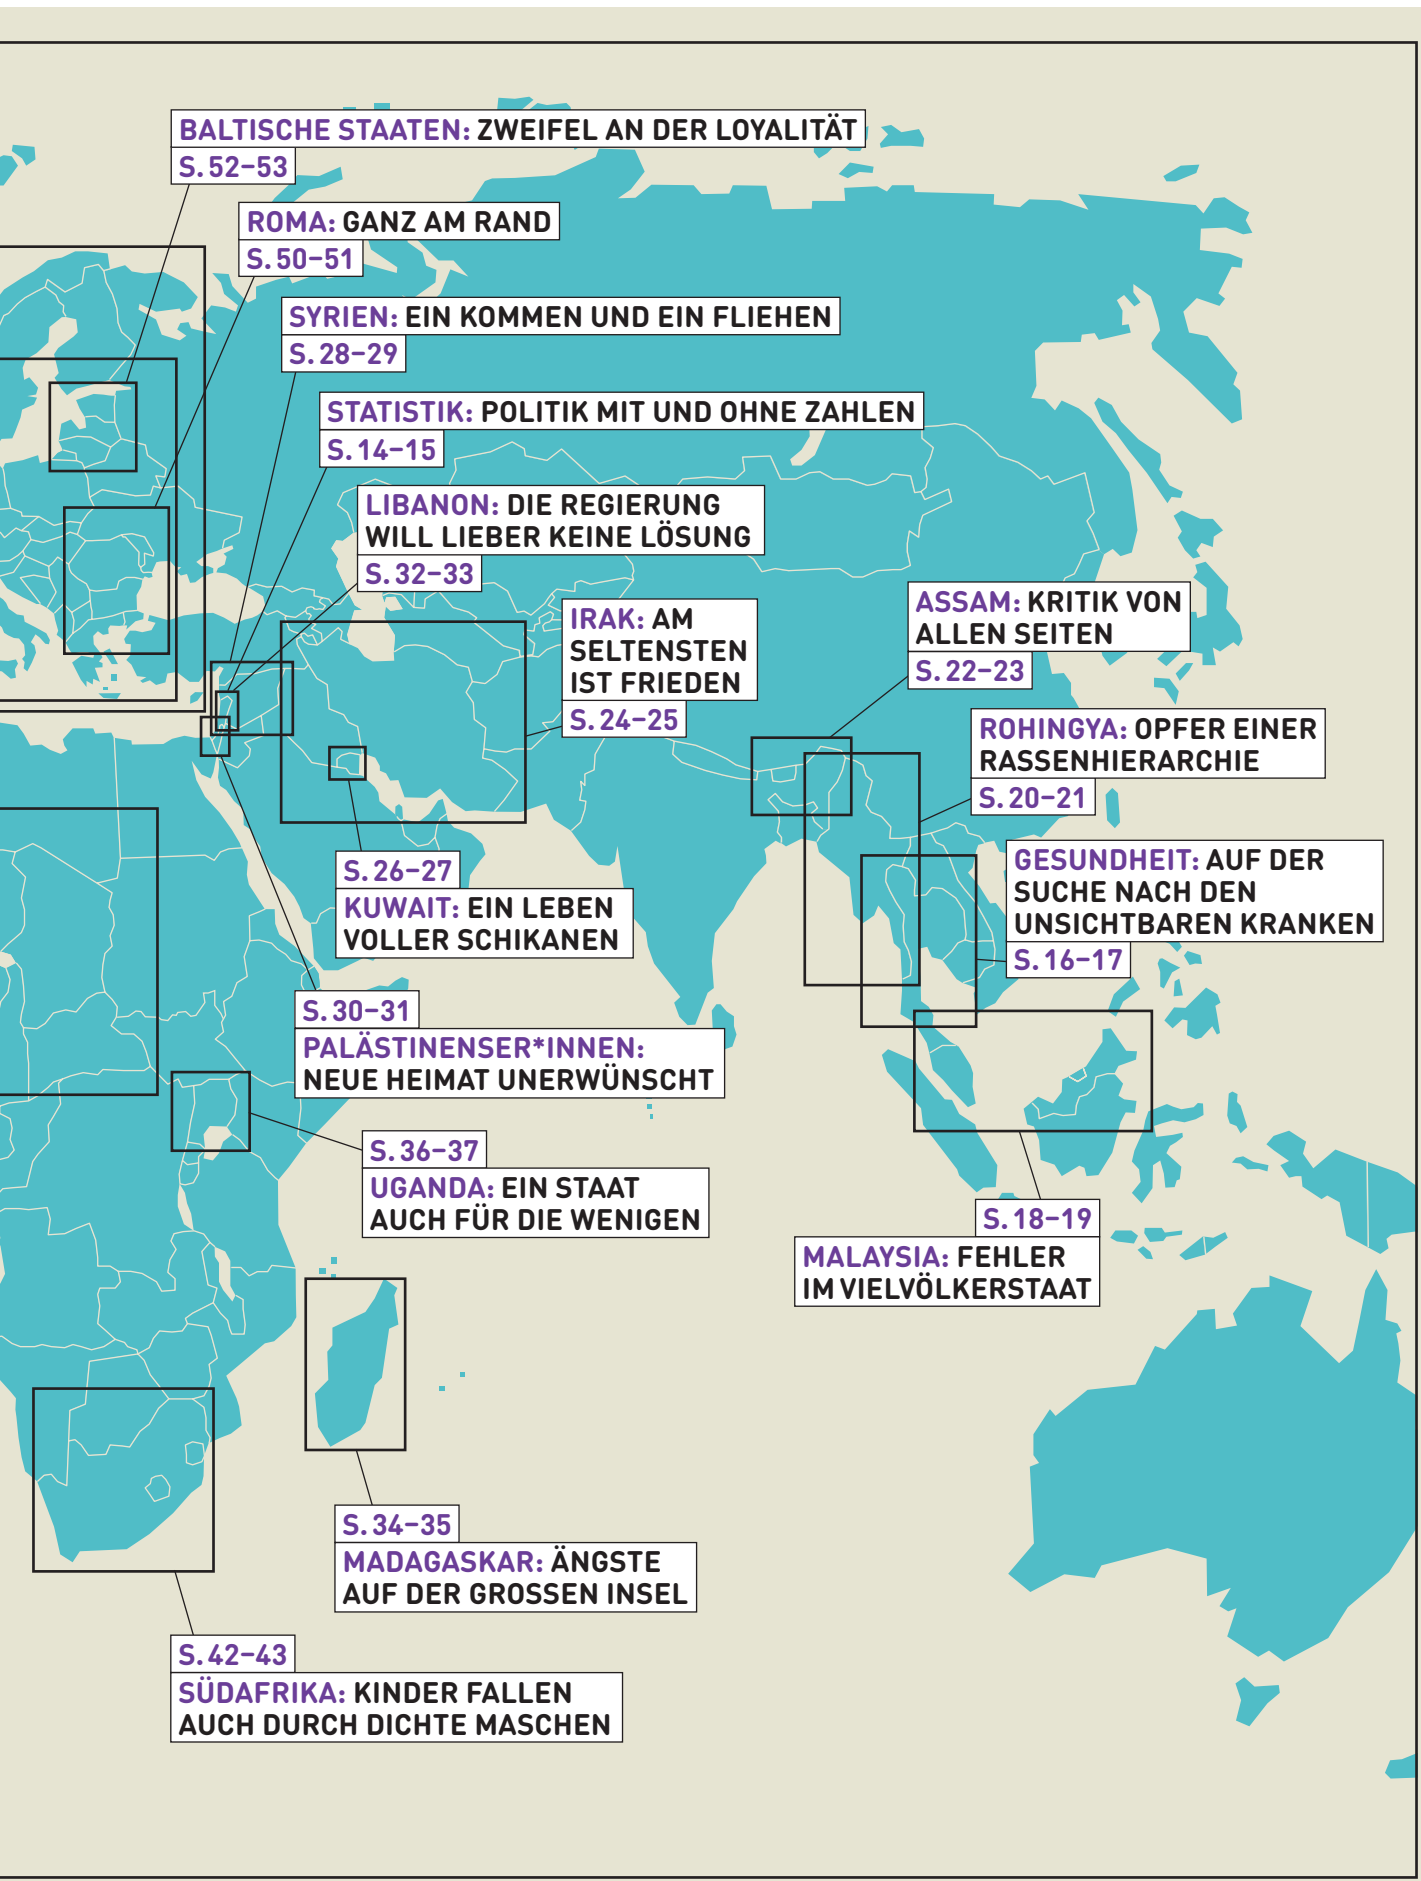 BALTISCHE STAATEN: ZWEIFEL AN DER LOYALITÄT
S. 52–53
ROMA: GANZ AM RAND
S. 50–51
SYRIEN: EIN KOMMEN UND EIN FLIEHEN
S. 28–29
STATISTIK: POLITIK MIT UND OHNE ZAHLEN
S. 14–15
LIBANON: DIE REGIERUNG
WILL LIEBER KEINE LÖSUNG
S. 32–33
IRAK: AM
SELTENSTEN
IST FRIEDEN
S. 24–25
ASSAM: KRITIK VON
ALLEN SEITEN
S. 22–23
ROHINGYA: OPFER EINER
RASSENHIERARCHIE
S. 20–21
GESUNDHEIT: AUF DER
SUCHE NACH DEN
UNSICHTBAREN KRANKEN
S. 16–17
S. 26–27
KUWAIT: EIN LEBEN
VOLLER SCHIKANEN
S. 30–31
PALÄSTINENSER*INNEN:
NEUE HEIMAT UNERWÜNSCHT
S. 36–37
UGANDA: EIN STAAT
AUCH FÜR DIE WENIGEN
S. 18–19
MALAYSIA: FEHLER
IM VIELVÖLKERSTAAT
S. 34–35
MADAGASKAR: ÄNGSTE
AUF DER GROSSEN INSEL
S. 42–43
SÜDAFRIKA: KINDER FALLEN
AUCH DURCH DICHTE MASCHEN